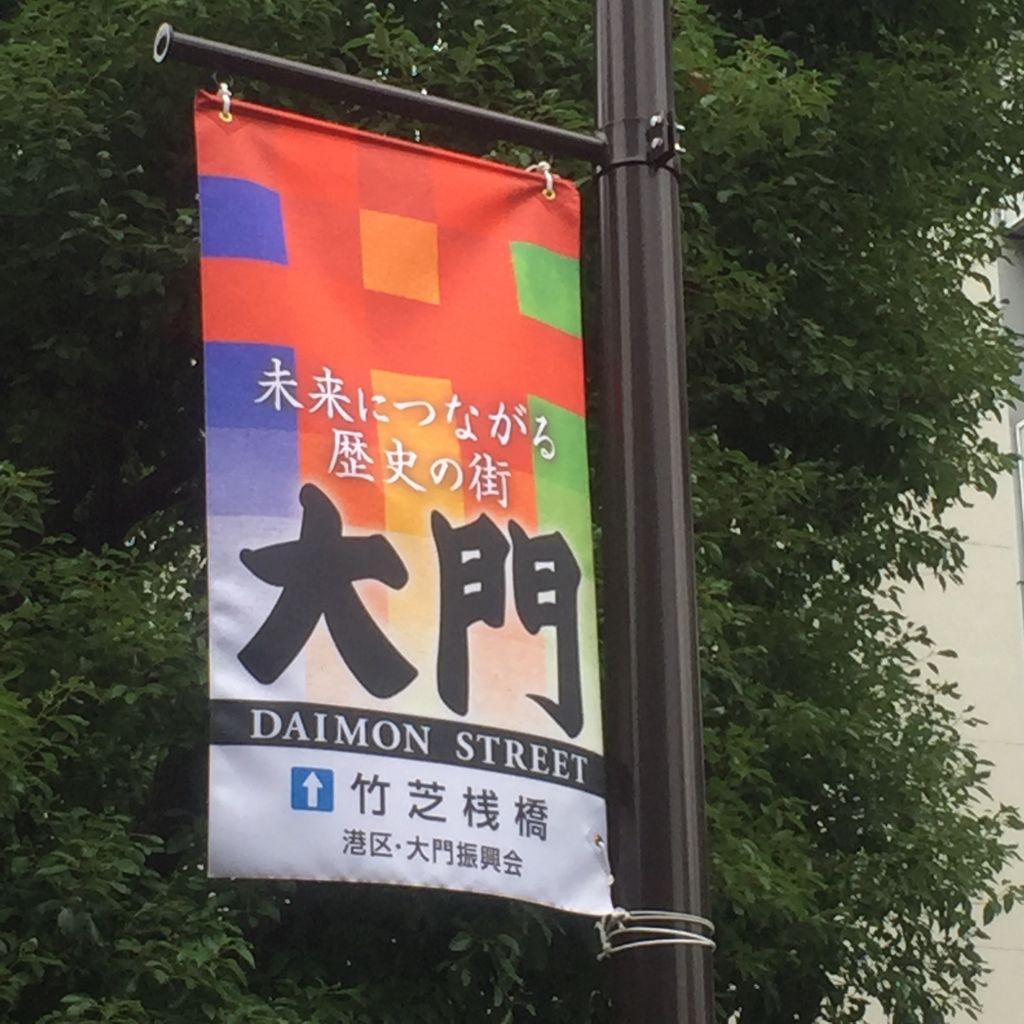 未来につながる
歴史の街
大門
DAIMON STREET
竹芝桟橋
港区・大門振興会